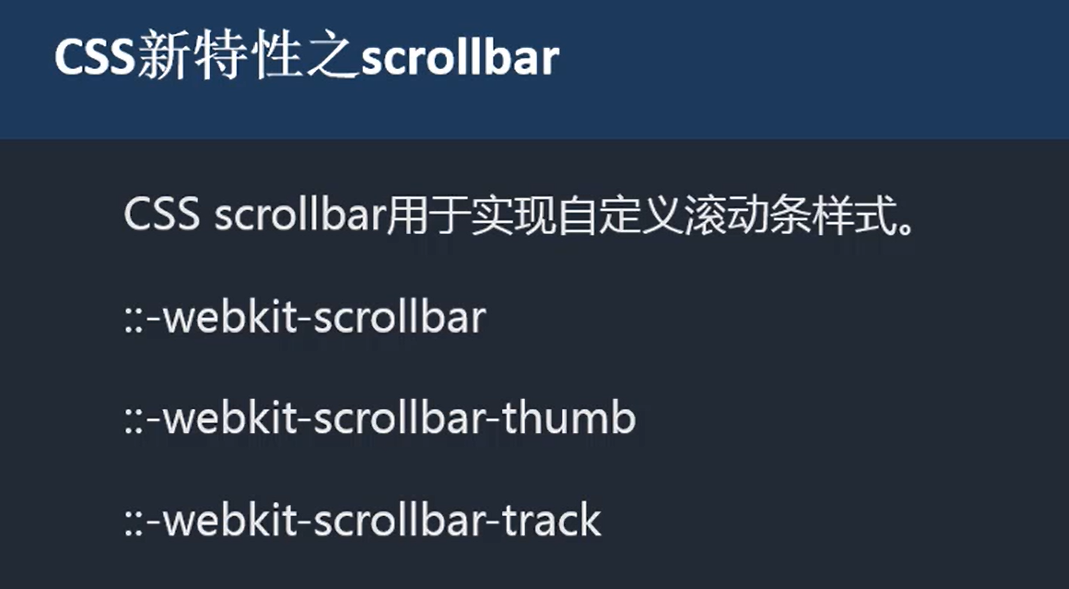 CSS新特性之scrollbar
CSS scrollbar用于实现自定义滚动条样式。
::-webkit-scrollbar
::-webkit-scrollbar-thumb
::-webkit-scrollbar-track